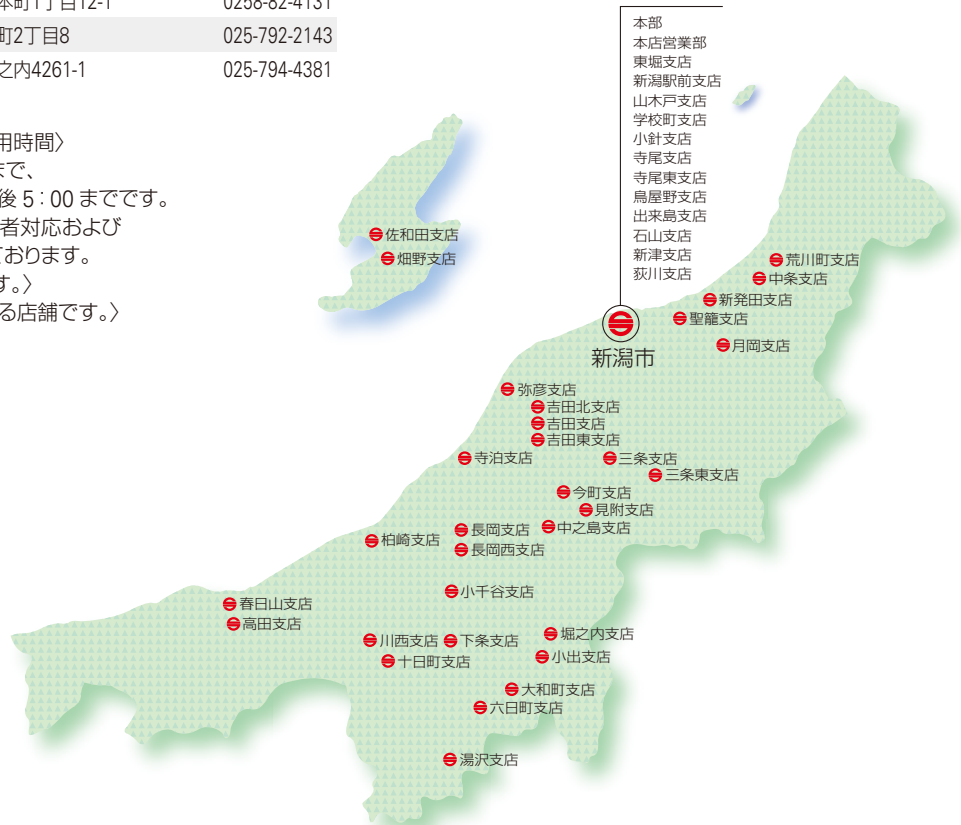 本町1丁目12-1 0258-82-4131
町2丁目8 025-792-2143
之内4261-1 025-794-4381
用時間〉
まで、
後 5：00 までです。
者対応および
ております。
す。〉
る店舗です。〉
本部
本店営業部
東堀支店
新潟駅前支店
山木戸支店
学校町支店
小針支店
寺尾支店
寺尾東支店
鳥屋野支店
出来島支店
石山支店
新津支店
荻川支店
新潟市
佐和田支店
畑野支店
荒川町支店
中条支店
新発田支店
聖籠支店
月岡支店
弥彦支店
吉田北支店
吉田支店
吉田東支店
寺泊支店
三条支店
三条東支店
今町支店
見附支店
中之島支店
長岡支店
長岡西支店
柏崎支店
小千谷支店
春日山支店
高田支店
川西支店
下条支店
十日町支店
堀之内支店
小出支店
大和町支店
六日町支店
湯沢支店